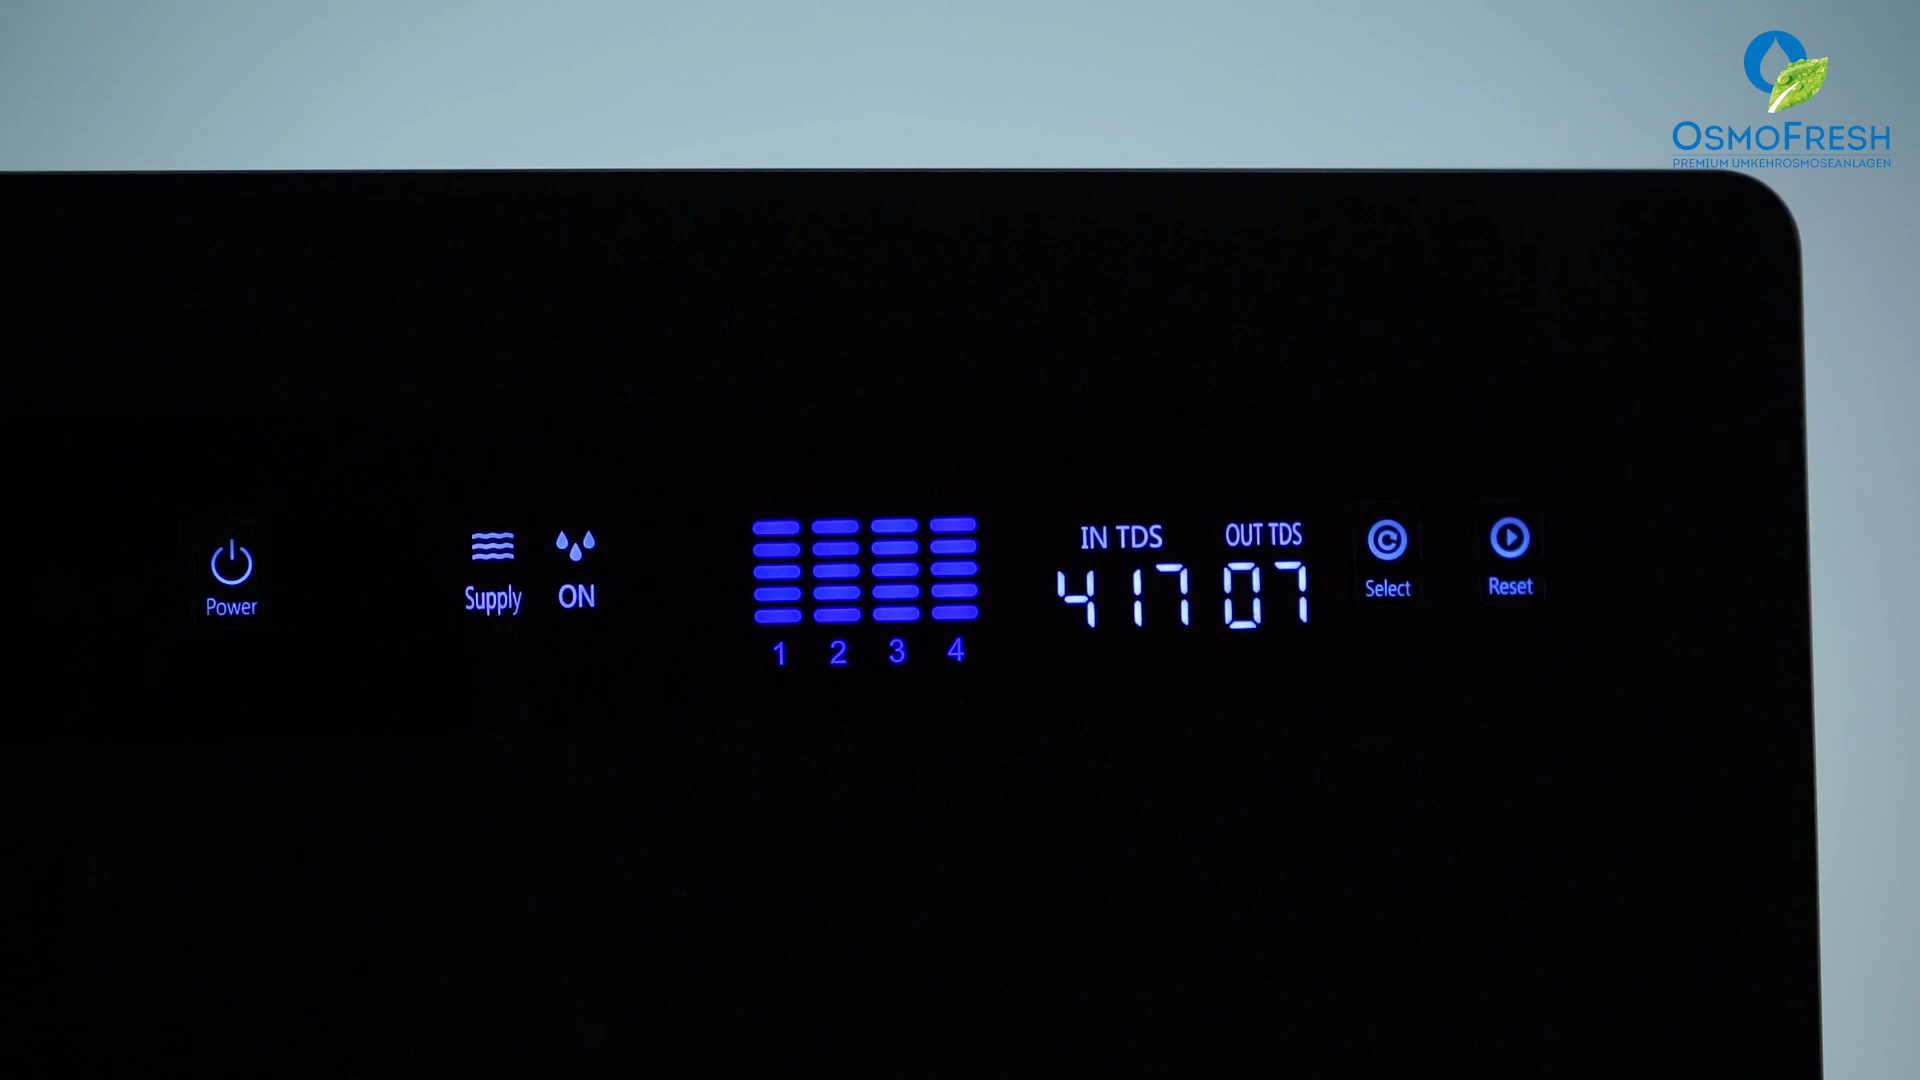 OSMOFRESH
PREMIUM UMKEHROSMOSEANLAGEN
Power
Supply ON
1 2 3 4
IN TDS OUT TDS
417 07
Select
Reset